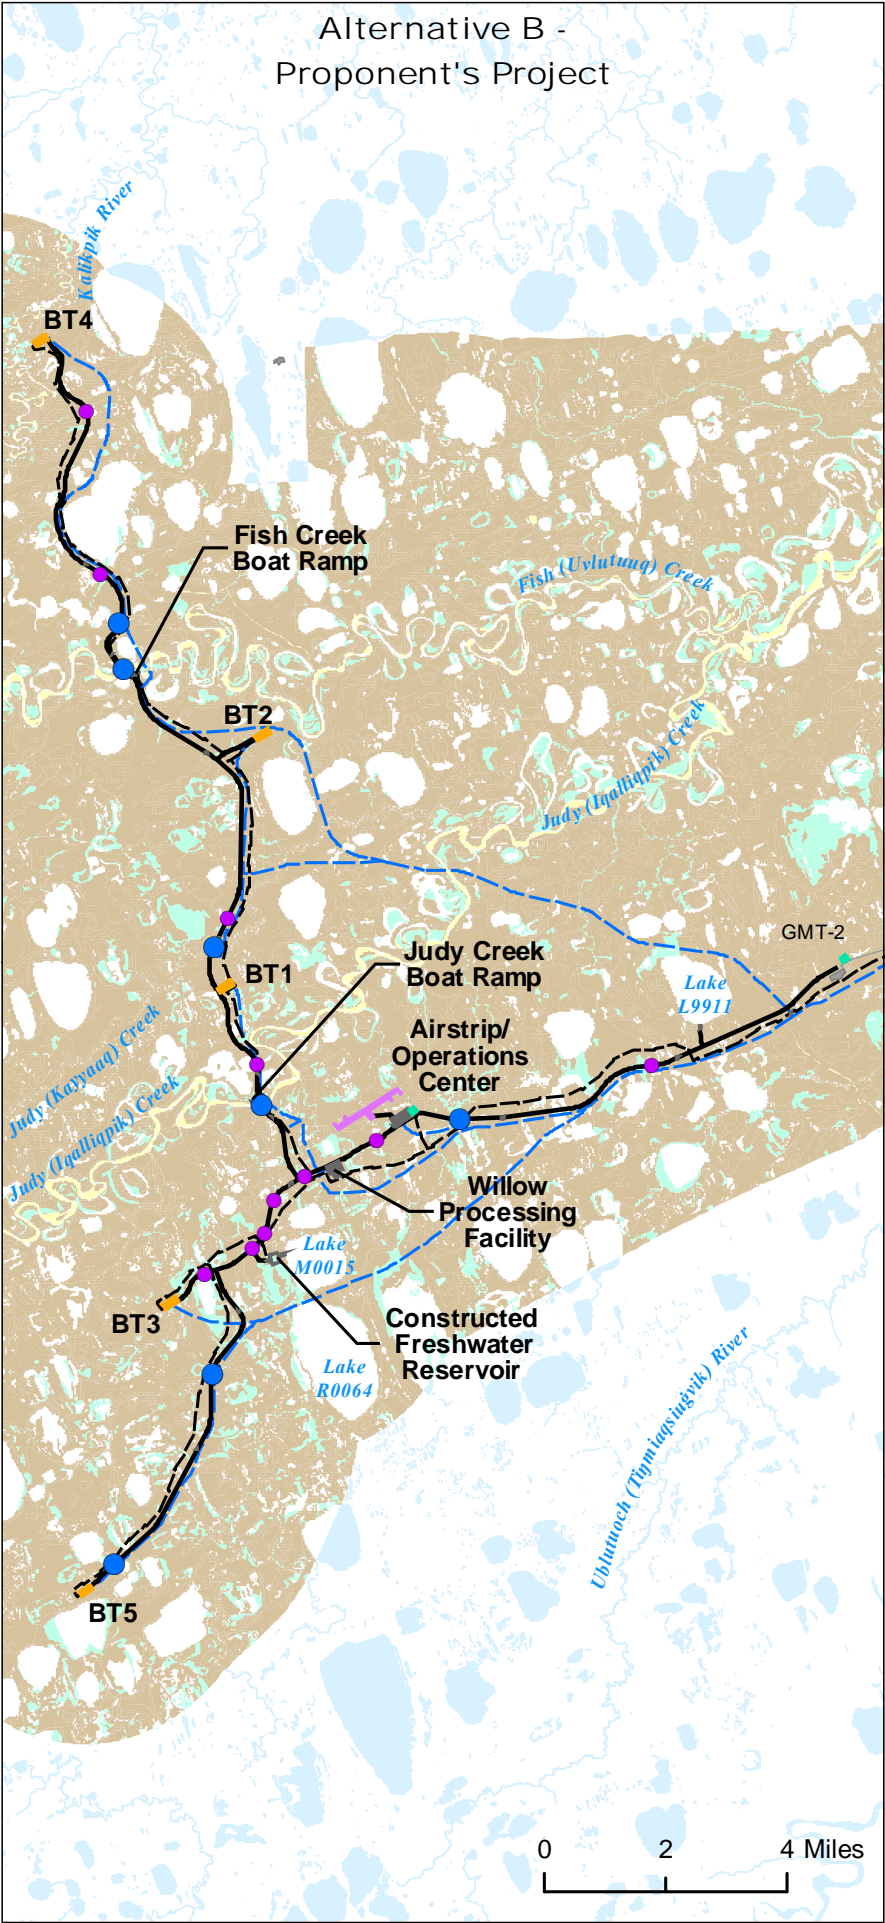 Alternative B -
Proponent's Project
Kalikpik River
BT4
Fish Creek
Boat Ramp
Fish (Uvlutuuq) Creek
BT2
Judy (Iqalliqpik) Creek
GMT-2
Judy Creek
Boat Ramp
BT1
Lake
L9911
Airstrip/
Operations
Center
Judy (Kayyaaq) Creek
Judy (Iqalliqpik) Creek
Willow
Processing
Facility
Lake
M0015
BT3
Constructed
Freshwater
Reservoir
Lake
R0064
Ublutuoch (Tiŋmiaqsiuġvik) River
BT5
0 2 4 Miles